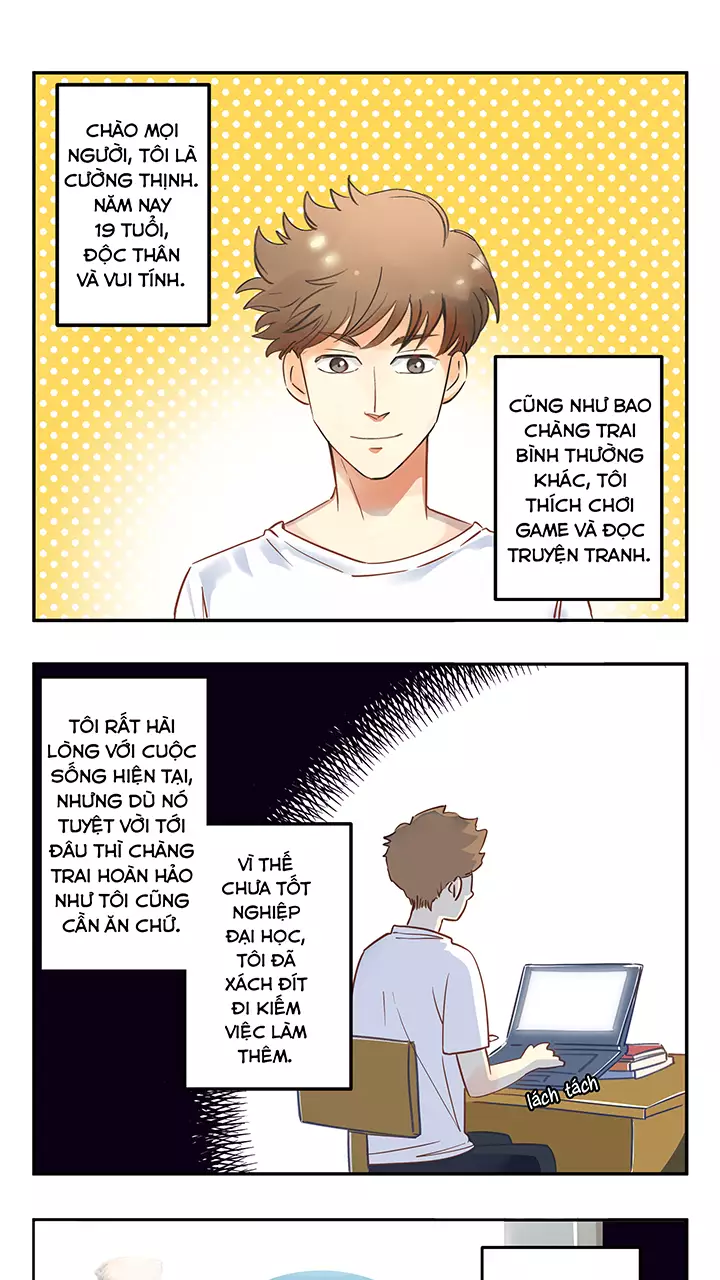 CHÀO MỌI
NGƯỜI, TÔI LÀ
CƯỜNG THỊNH.
NĂM NAY
19 TUỔI,
ĐỘC THÂN
VÀ VUI TÍNH.
CŨNG NHƯ BAO
CHÀNG TRAI
BÌNH THƯỜNG
KHÁC, TÔI
THÍCH CHƠI
GAME VÀ ĐỌC
TRUYỆN TRANH.
TÔI RẤT HÀI
LÒNG VỚI CUỘC
SỐNG HIỆN TẠI,
NHƯNG DÙ NÓ
TUYỆT VỜI TỚI
ĐÂU THÌ CHÀNG
TRAI HOÀN HẢO
NHƯ TÔI CŨNG
CẦN ĂN CHỨ.
VÌ THẾ
CHƯA TỐT
NGHIỆP
ĐẠI HỌC,
TÔI ĐÃ
XÁCH ĐÍT
ĐI KIẾM
VIỆC LÀM
THÊM.
lách tách